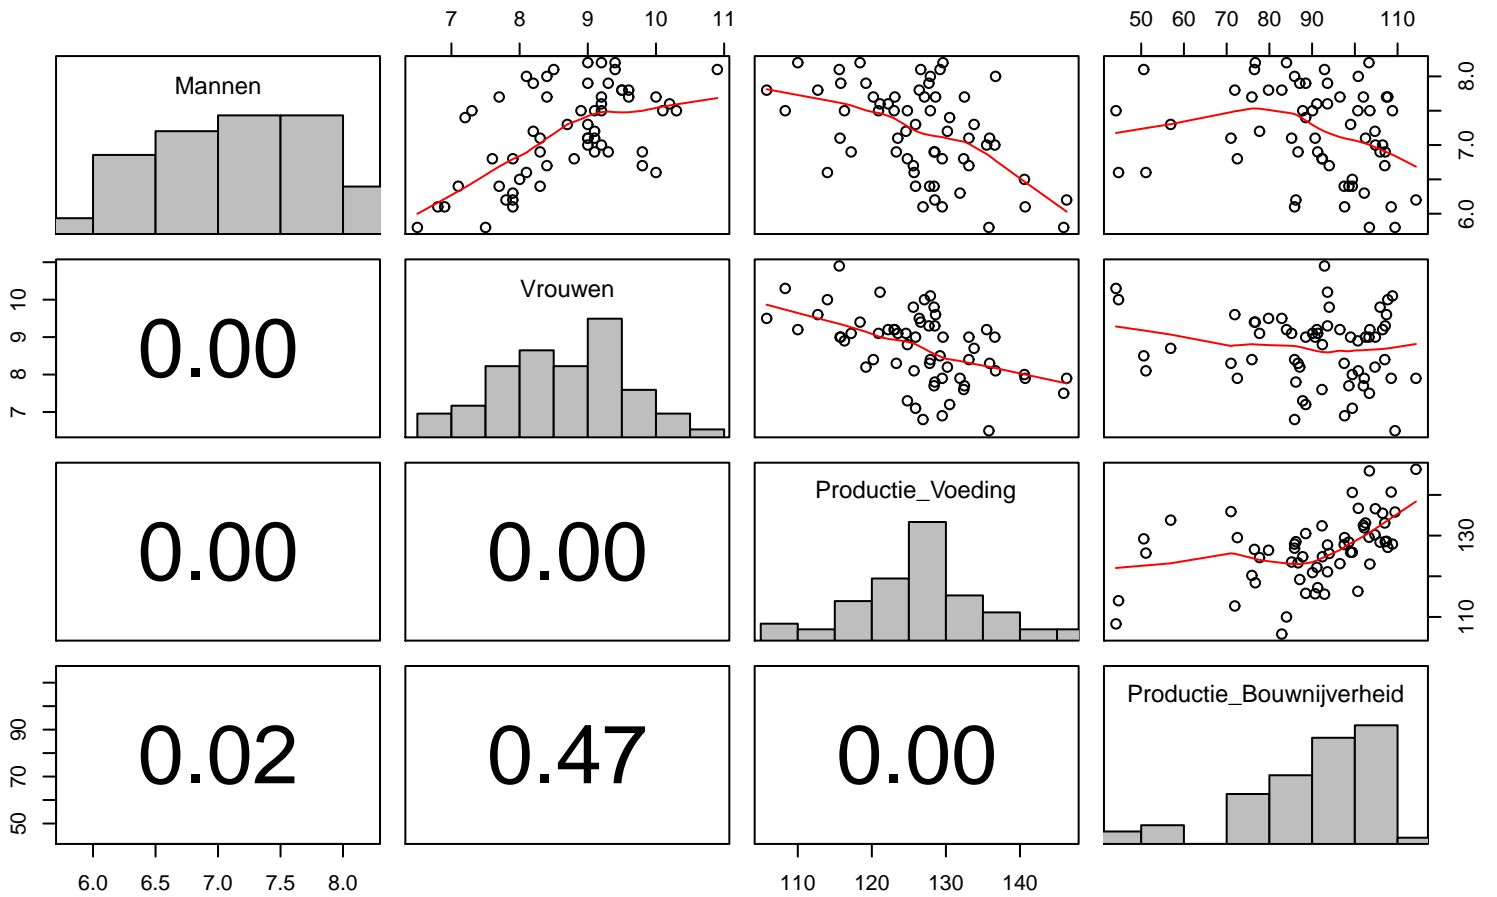 7 8 9 10 11
50 60 70 80 90 110
Mannen
6.0 7.0 8.0
7 8 9 10
0.00
Vrouwen
0.00
0.00
Productie_Voeding
110 130
50 70 90
0.02
0.47
0.00
Productie_Bouwnijverheid
6.0 6.5 7.0 7.5 8.0
110 120 130 140